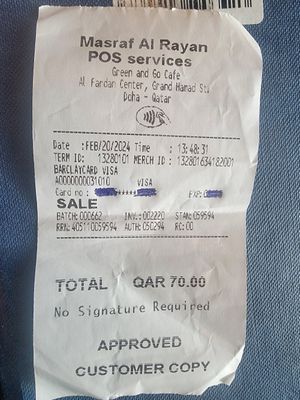 Masraf Al Rayan
POS services
Green and Go Cafe
Al Fardan Center, Grand Hamad St.
Doha - Qatar
Date :FEB/20/2024 Time : 13:48:31
TERM ID: 13280101 MERCH ID :132801634182001
BARCLAYCARD VISA
A0000000031010 VISA
Card no : EXP:
SALE
BATCH:000662 INV.:002220 STAN:059594
RRN:405110059594 AUTH:05C294 RC:00
TOTAL QAR 70.00
No Signature Required
APPROVED
CUSTOMER COPY